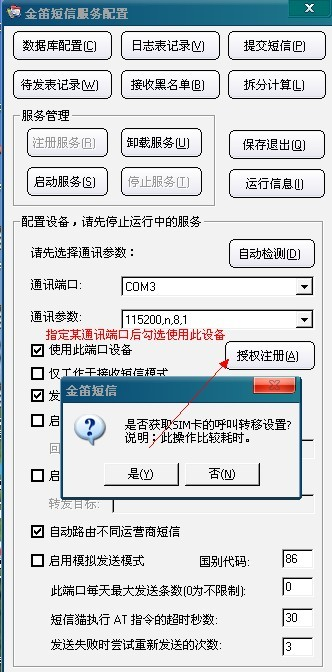 金笛短信服务配置
数据库配置(C) 日志表记录(V) 提交短信(P)
待发表记录(W) 接收黑名单(B) 拆分计算(L)
服务管理
注册服务(R) 卸载服务(U) 保存退出(Q)
启动服务(S) 停止服务(T) 运行信息(I)
配置设备，请先停止运行中的服务
请先选择通讯参数： 自动检测(D)
通讯端口： COM3
通讯参数： 115200,n,8,1
指定某通讯端口后勾选使用此设备
使用此端口设备 授权注册(A)
仅工作于接收短信模式
发
金笛短信
启
是否获取SIM卡的呼叫转移设置?
说明：此操作比较耗时。
回
是(Y) 否(N)
启
转发目标：
自动路由不同运营商短信
启用模拟发送模式 国别代码： 86
此端口每天最大发送条数(0为不限制)： 0
短信猫执行 AT 指令的超时秒数： 30
发送失败时尝试重新发送的次数： 3